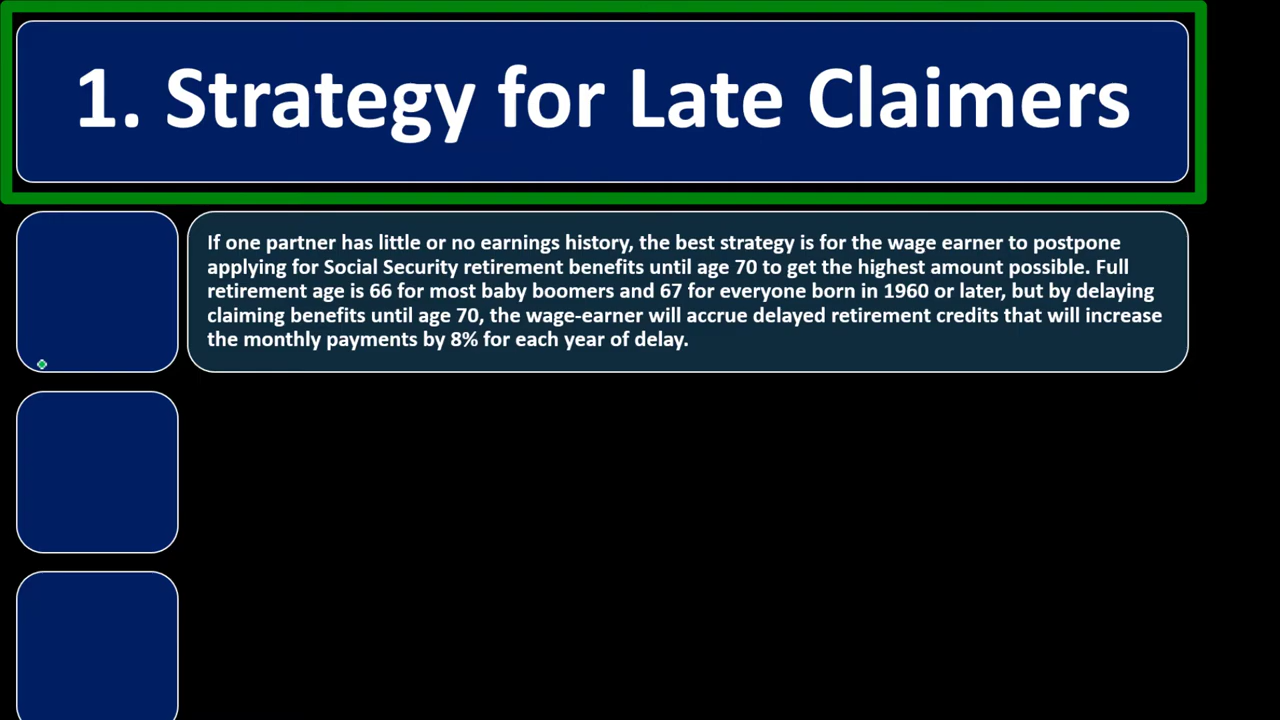 1. Strategy for Late Claimers
If one partner has little or no earnings history, the best strategy is for the wage earner to postpone
applying for Social Security retirement benefits until age 70 to get the highest amount possible. Full
retirement age is 66 for most baby boomers and 67 for everyone born in 1960 or later, but by delaying
claiming benefits until age 70, the wage-earner will accrue delayed retirement credits that will increase
the monthly payments by 8% for each year of delay.